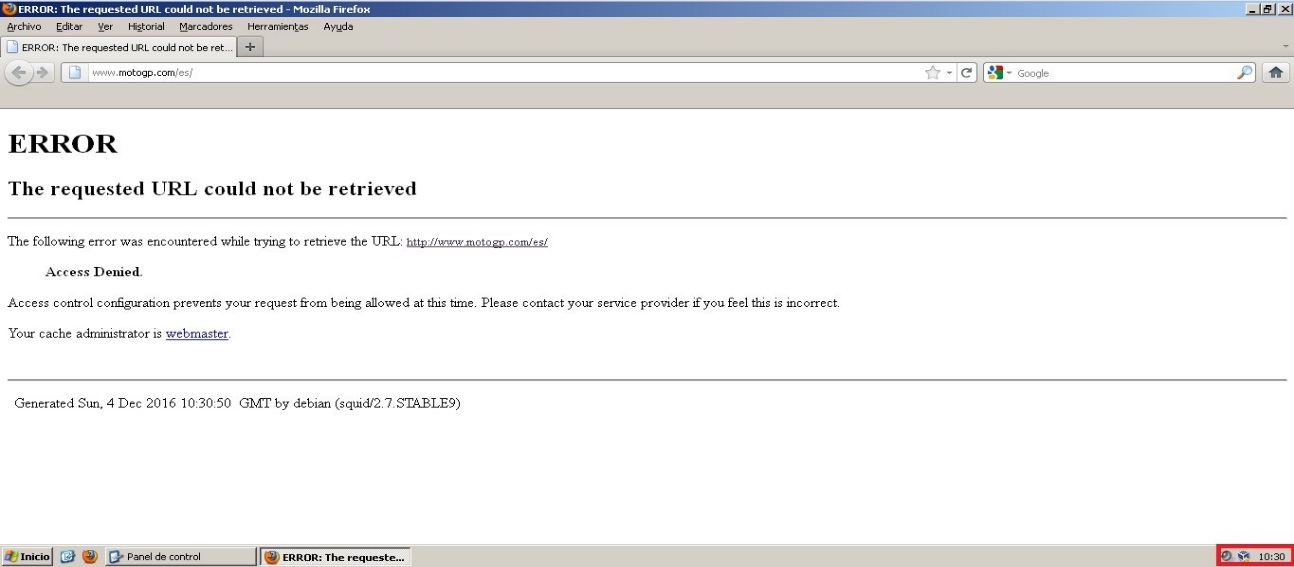 ERROR: The requested URL could not be retrieved - Mozilla Firefox
Archivo Editar Ver Historial Marcadores Herramientas Ayuda
ERROR: The requested URL could not be ret...
www.motogp.com/es/ Google
ERROR
The requested URL could not be retrieved
The following error was encountered while trying to retrieve the URL: http://www.motogp.com/es/
Access Denied.
Access control configuration prevents your request from being allowed at this time. Please contact your service provider if you feel this is incorrect.
Your cache administrator is webmaster.
Generated Sun, 4 Dec 2016 10:30:50 GMT by debian (squid/2.7.STABLE9)
Inicio Panel de control ERROR: The requeste... 10:30